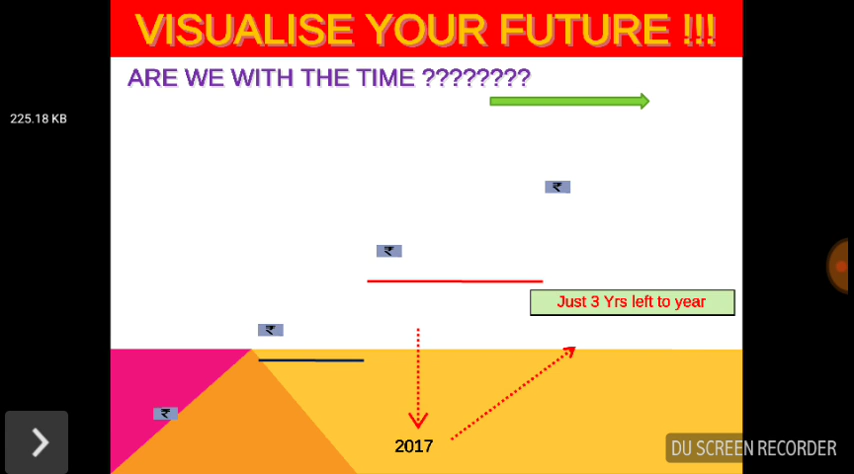 VISUALISE YOUR FUTURE !!!
ARE WE WITH THE TIME ????????
225.18 KB
₹
₹
Just 3 Yrs left to year
₹
₹
2017
DU SCREEN RECORDER